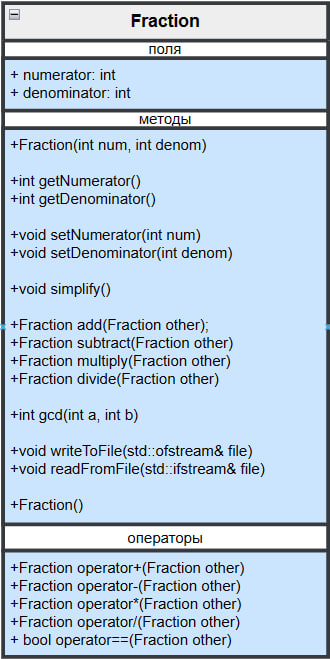 Fraction
поля
+ numerator: int
+ denominator: int
методы
+Fraction(int num, int denom)
+int getNumerator()
+int getDenominator()
+void setNumerator(int num)
+void setDenominator(int denom)
+void simplify()
+Fraction add(Fraction other);
+Fraction subtract(Fraction other)
+Fraction multiply(Fraction other)
+Fraction divide(Fraction other)
+int gcd(int a, int b)
+void writeToFile(std::ofstream& file)
+void readFromFile(std::ifstream& file)
+Fraction()
операторы
+Fraction operator+(Fraction other)
+Fraction operator-(Fraction other)
+Fraction operator*(Fraction other)
+Fraction operator/(Fraction other)
+ bool operator==(Fraction other)